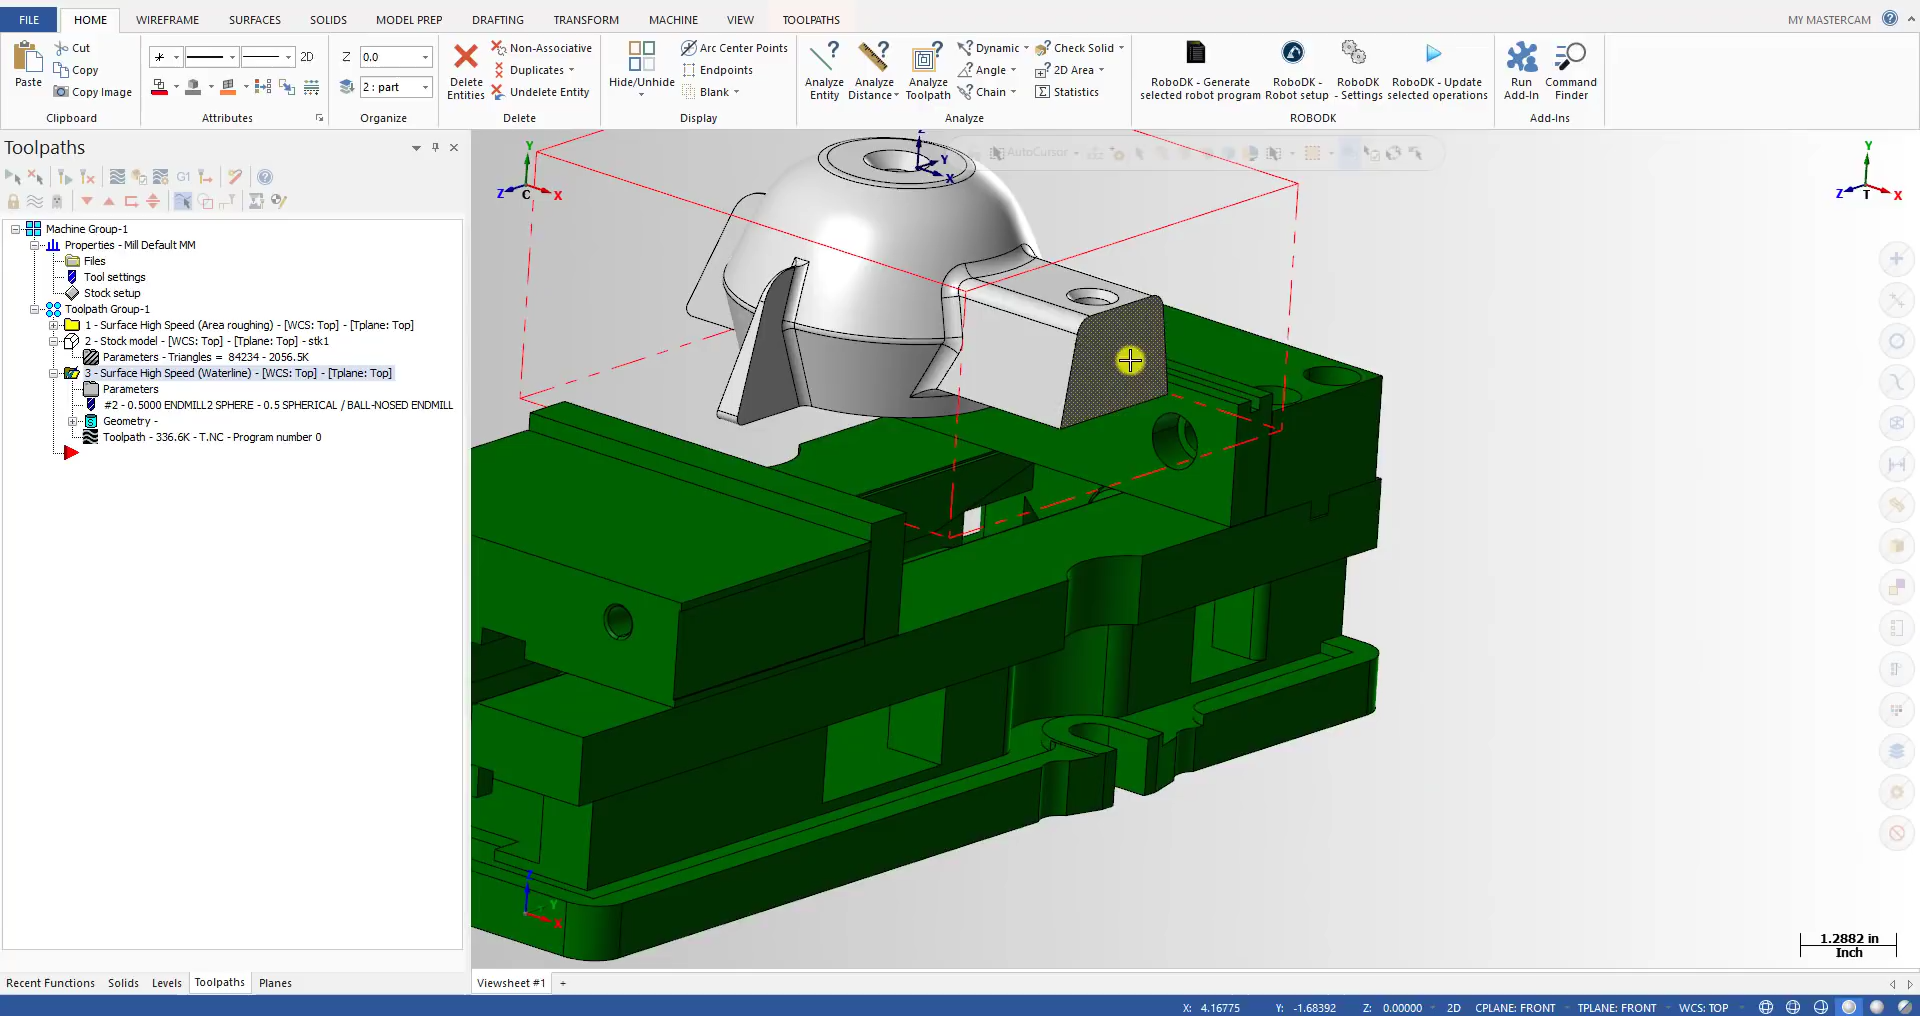 FILE HOME WIREFRAME SURFACES SOLIDS MODEL PREP DRAFTING TRANSFORM MACHINE VIEW TOOLPATHS MY MASTERCAM
Paste
Cut
Copy
Copy Image
Clipboard
2D
Attributes
Z 0.0
2 : part
Organize
Delete
Entities
Non-Associative
Duplicates
Undelete Entity
Delete
Hide/Unhide
Arc Center Points
Endpoints
Blank
Display
Analyze
Entity
Analyze
Distance
Analyze
Toolpath
Dynamic
Angle
Chain
Check Solid
2D Area
Statistics
Analyze
RoboDK - Generate
selected robot program
RoboDK -
Robot setup
RoboDK
- Settings
RoboDK - Update
selected operations
ROBODK
Run
Add-In
Command
Finder
Add-Ins
Toolpaths
G1
Machine Group-1
Properties - Mill Default MM
Files
Tool settings
Stock setup
Toolpath Group-1
1 - Surface High Speed (Area roughing) - [WCS: Top] - [Tplane: Top]
2 - Stock model - [WCS: Top] - [Tplane: Top] - stk1
Parameters - Triangles = 84234 - 2056.5K
3 - Surface High Speed (Waterline) - [WCS: Top] - [Tplane: Top]
Parameters
#2 - 0.5000 ENDMILL2 SPHERE - 0.5 SPHERICAL / BALL-NOSED ENDMILL
Geometry -
Toolpath - 336.6K - T.NC - Program number 0
Y
Z C X
Z
Y
X
AutoCursor
Y
Z T X
Z
Y
X
1.2882 in
Inch
Recent Functions Solids Levels Toolpaths Planes
Viewsheet #1 +
X: 4.16775 Y: -1.68392 Z: 0.00000 2D CPLANE: FRONT TPLANE: FRONT WCS: TOP